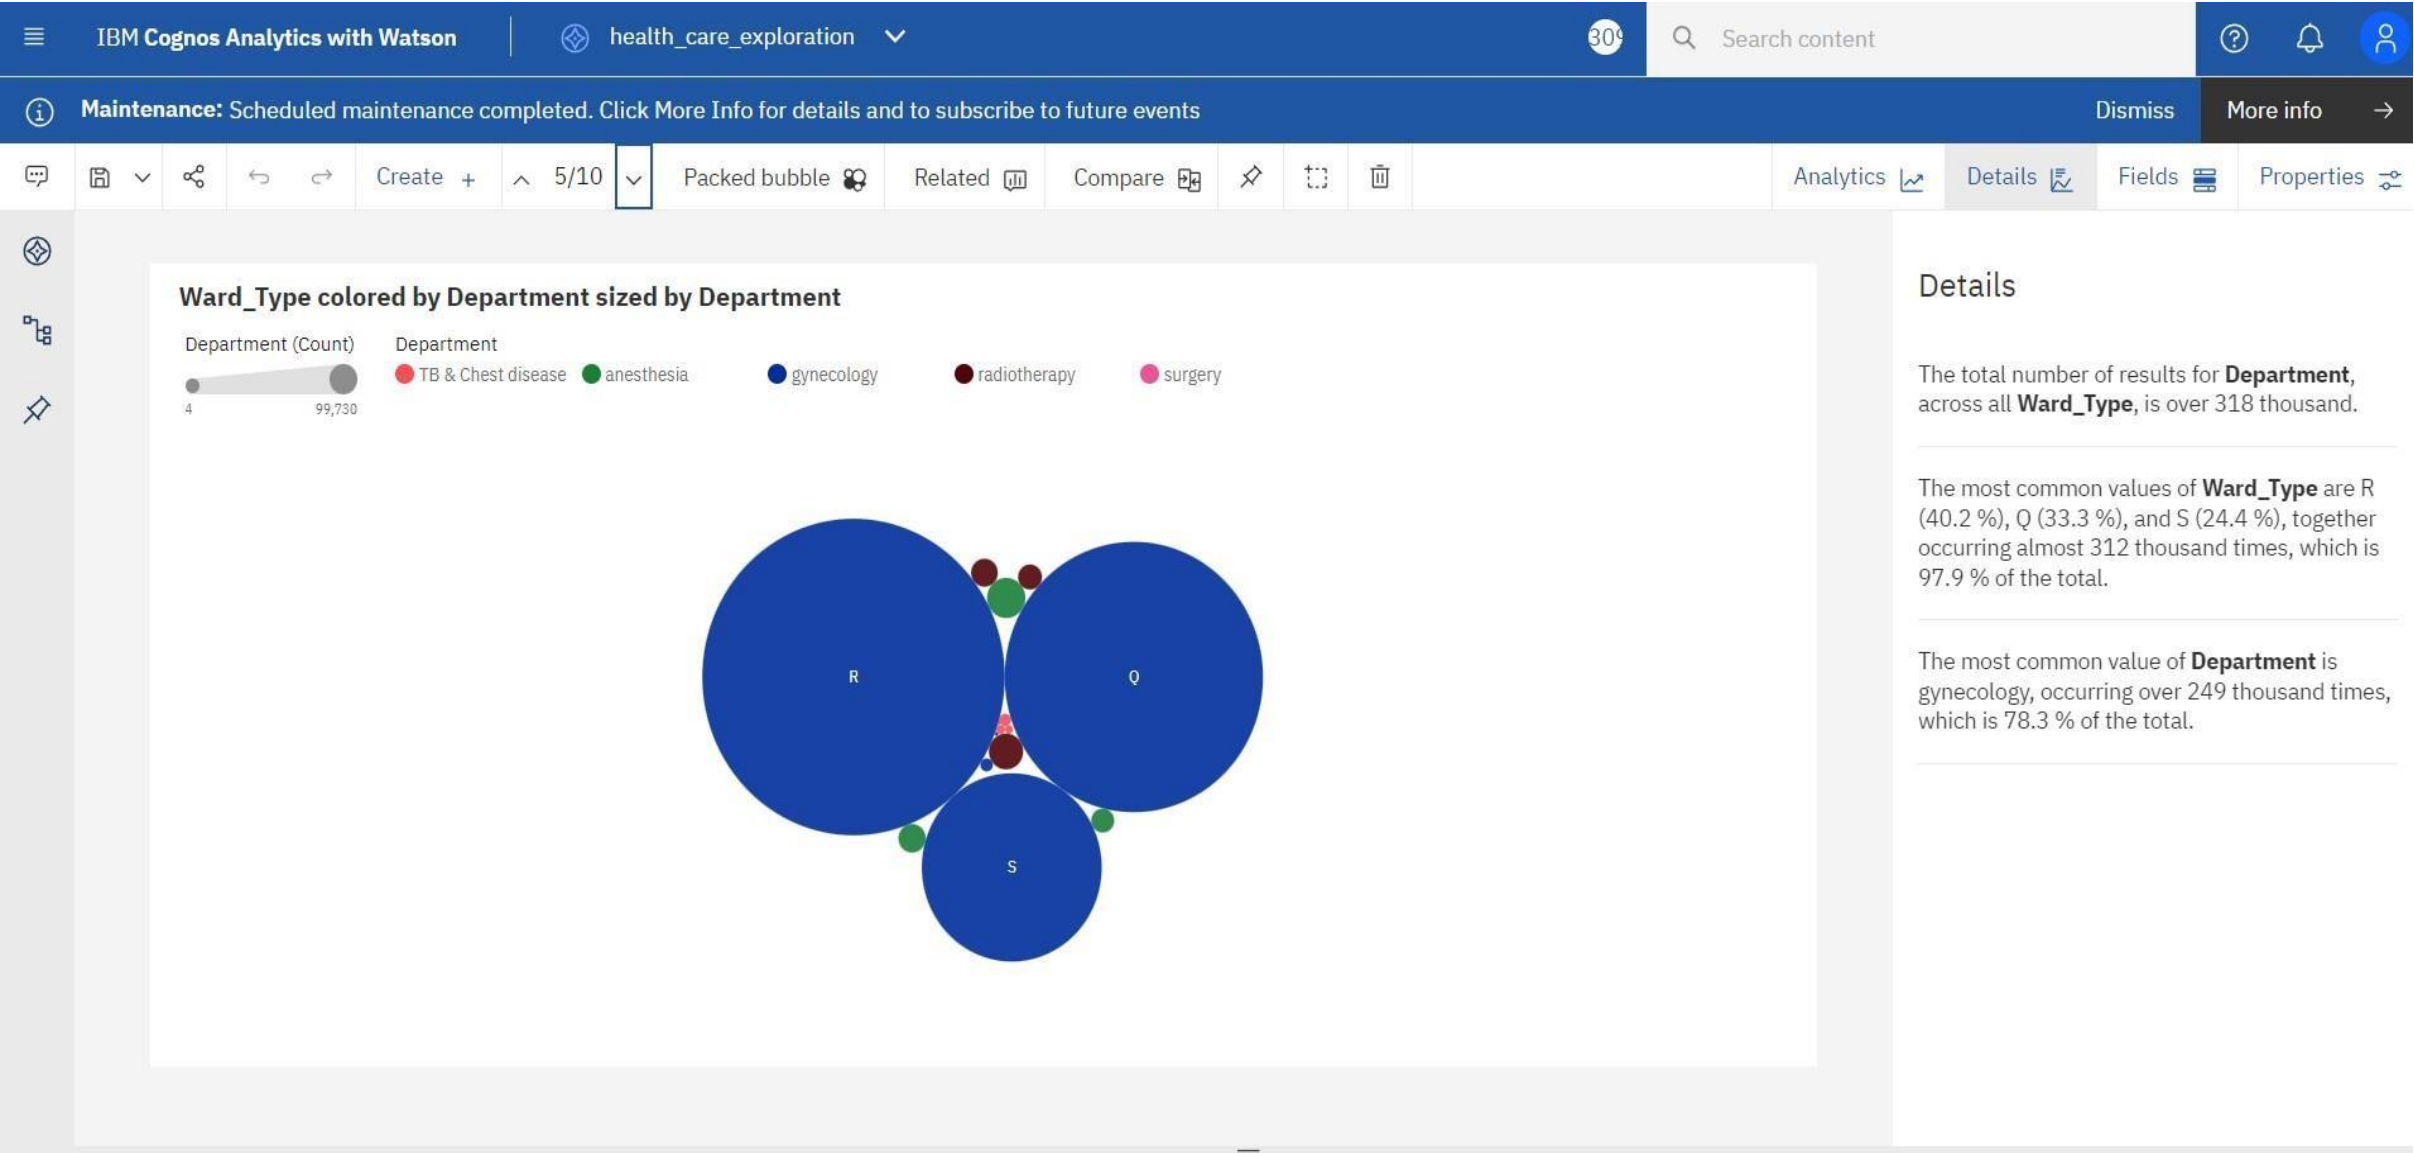 IBM Cognos Analytics with Watson
health_care_exploration
Search content
Maintenance: Scheduled maintenance completed. Click More Info for details and to subscribe to future events
Dismiss
More info
Create
5/10
Packed bubble
Related
Compare
Analytics
Details
Fields
Properties
Ward_Type colored by Department sized by Department
Department (Count)
4
99,730
Department
TB & Chest disease
anesthesia
gynecology
radiotherapy
surgery
R
Q
S
Details
The total number of results for Department,
across all Ward_Type, is over 318 thousand.
The most common values of Ward_Type are R
(40.2 %), Q (33.3 %), and S (24.4 %), together
occurring almost 312 thousand times, which is
97.9 % of the total.
The most common value of Department is
gynecology, occurring over 249 thousand times,
which is 78.3 % of the total.